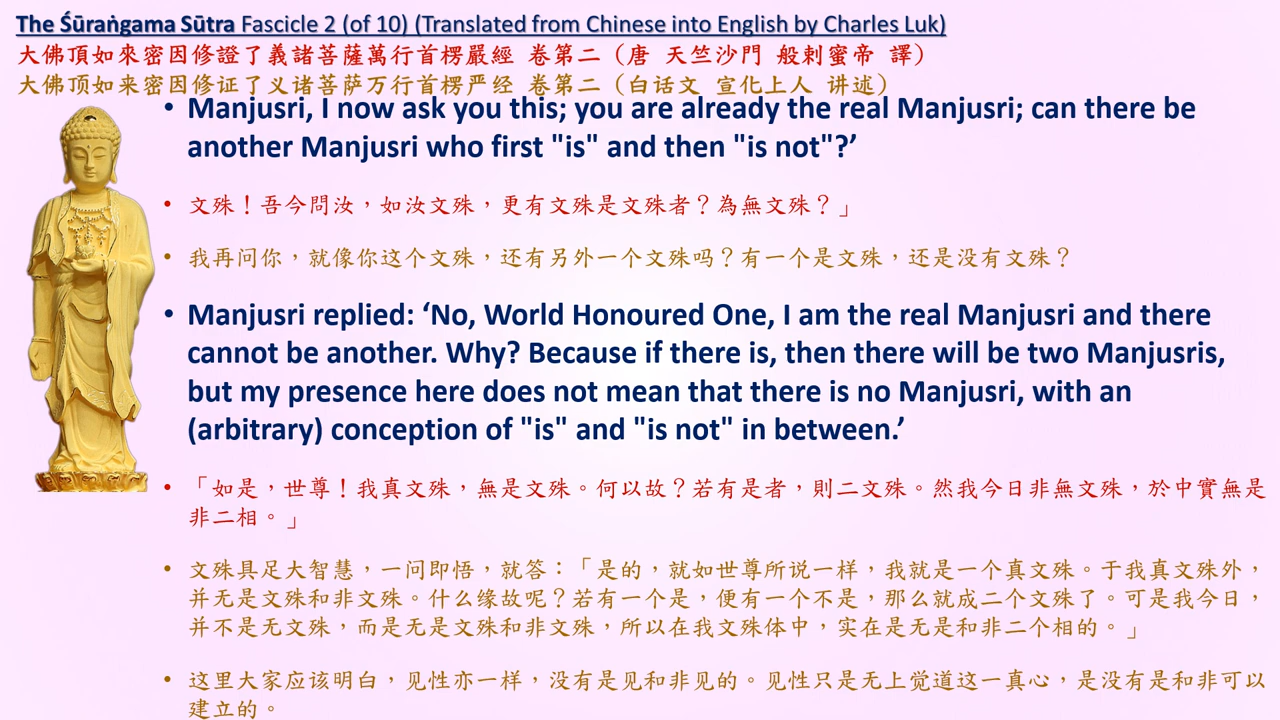 The Śūraṅgama Sūtra Fascicle 2 (of 10) (Translated from Chinese into English by Charles Luk)
大佛頂如來密因修證了義諸菩薩萬行首楞嚴經 卷第二（唐 天竺沙門 般剌蜜帝 譯）
大佛顶如来密因修证了义诸菩萨万行首楞严经 卷第二（白话文 宣化上人 讲述）
• Manjusri, I now ask you this; you are already the real Manjusri; can there be
another Manjusri who first "is" and then "is not"?’
• 文殊！吾今問汝，如汝文殊，更有文殊是文殊者？為無文殊？」
• 我再问你，就像你这个文殊，还有另外一个文殊吗？有一个是文殊，还是没有文殊？
• Manjusri replied: ‘No, World Honoured One, I am the real Manjusri and there
cannot be another. Why? Because if there is, then there will be two Manjusris,
but my presence here does not mean that there is no Manjusri, with an
(arbitrary) conception of "is" and "is not" in between.’
• 「如是，世尊！我真文殊，無是文殊。何以故？若有是者，則二文殊。然我今日非無文殊，於中實無是
非二相。」
• 文殊具足大智慧，一问即悟，就答：「是的，就如世尊所说一样，我就是一个真文殊。于我真文殊外，
并无是文殊和非文殊。什么缘故呢？若有一个是，便有一个不是，那么就成二个文殊了。可是我今日，
并不是无文殊，而是无是文殊和非文殊，所以在我文殊体中，实在是无是和非二个相的。」
• 这里大家应该明白，见性亦一样，没有是见和非见的。见性只是无上觉道这一真心，是没有是和非可以
建立的。